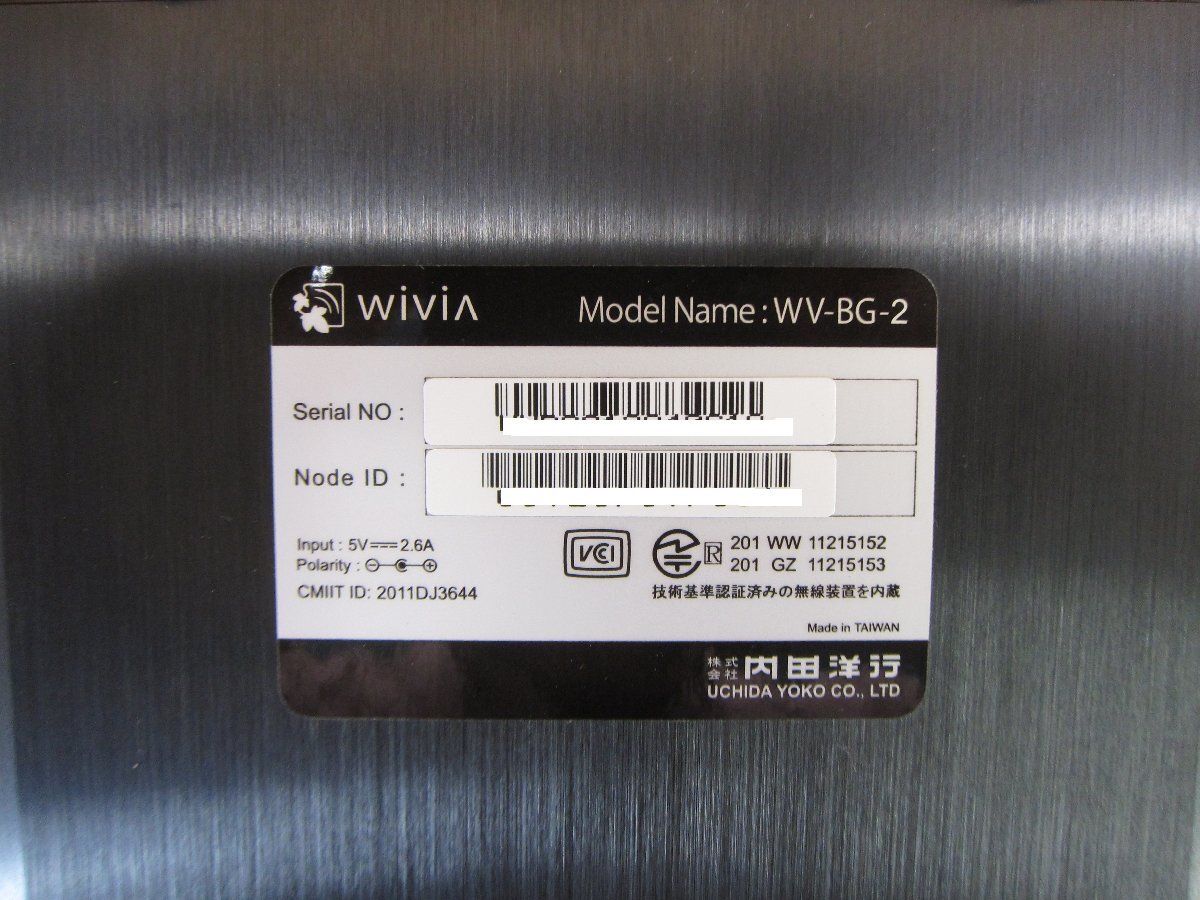 wivia
Model Name : WV-BG-2
Serial NO :
Node ID :
Input : 5V 2.6A
Polarity :
CMIIT ID: 2011DJ3644
VCCI
R
201 WW 11215152
201 GZ 11215153
技術基準認証済みの無線装置を内蔵
Made in TAIWAN
株式会社 内田洋行
UCHIDA YOKO CO., LTD